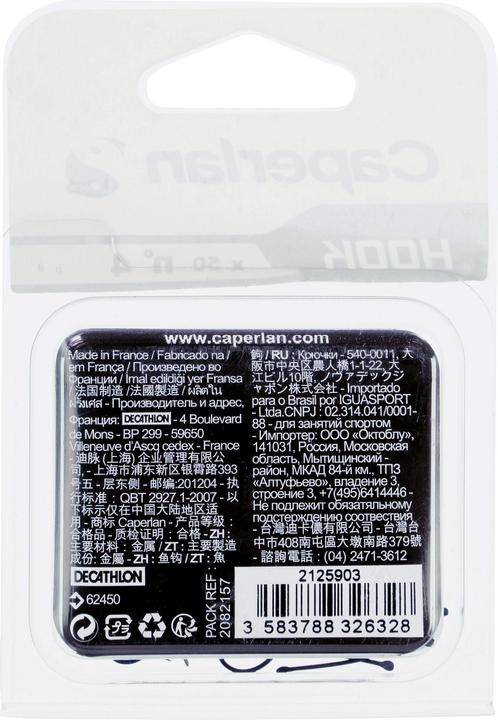 Caperlan
HOOK
x 50 n°4
www.caperlan.com
Made in France / Fabricado na /
em França / Произведено во
Франции / Imal edildiği yer Fransa
/ 法国制造 / 法國製造 / ผลิตใน
ฝรั่งเศส - Производитель и адрес,
Франция: DECATHLON - 4 Boulevard
de Mons - BP 299 - 59650
Villeneuve d'Ascq cedex - France
- 迪脉 (上海) 企业管理有限公
司, - 上海市浦东新区银霄路393
号五 - 层东侧 - 邮编:201204 - 执
行标准: QBT 2927.1-2007 - 以
下标示仅在中国大陆地区适
用 - 商标 Caperlan - 产品等级 :
合格品 - 质检证明 : 合格 - ZH :
主要材料 : 金属 / ZT : 主要製造
成份: 金屬 - ZH : 鱼钩 / ZT : 魚
鉤 / RU : Крючки - 540-0011, 大
阪市中央区農人橋1-1-22, 大
江ビル10階 ／ヴァデックジ
ャポン株式会社 - Importado
para o Brasil por IGUASPORT
Ltda.CNPJ : 02.314.041/0001-
88 - для занятий спортом
- Импортер: ООО «Октоблу»,
141031, Россия, Московская
область, Мытищинский -
район, МКАД 84-й км., ТПЗ
«Алтуфьево», владение 3,
строение 3, +7(495)6414446 -
Не подлежит обязательному
подтверждению соотвествия
- 台灣迪卡儂有限公司 - 台灣台
中市408南屯區大墩南路379號
- 諮詢電話 : (04) 2471-3612
DECATHLON
62450
PACK REF.:
2082157
2125903
3 583788 326328